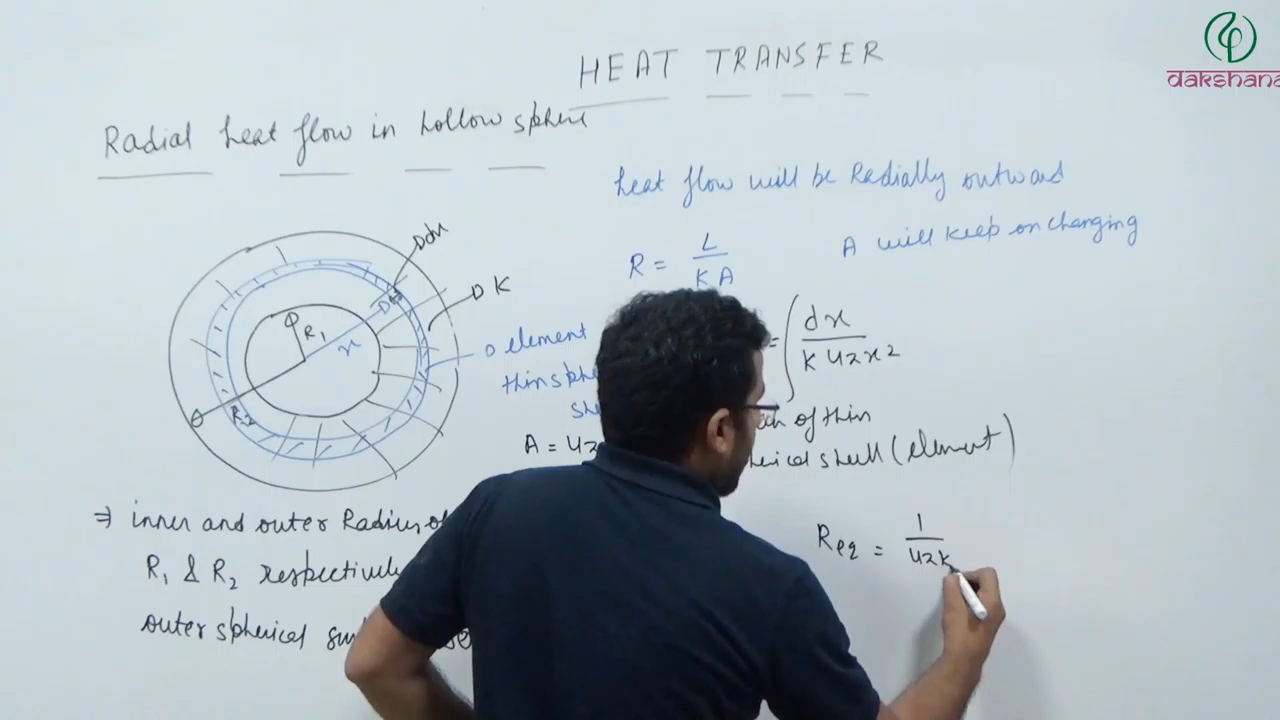 HEAT TRANSFER
dakshana
Radial heat flow in hollow sphere
heat flow will be Radially outward
R = L / KA
A will keep on changing
dx
K
R1
x
R2
element
thin
= ∫ dx / K 4π x2
A = 4π
of thin
shell (element)
⇒ inner and outer Radius of
R1 & R2 respectively
outer spherical
Req = 1 / 4πK